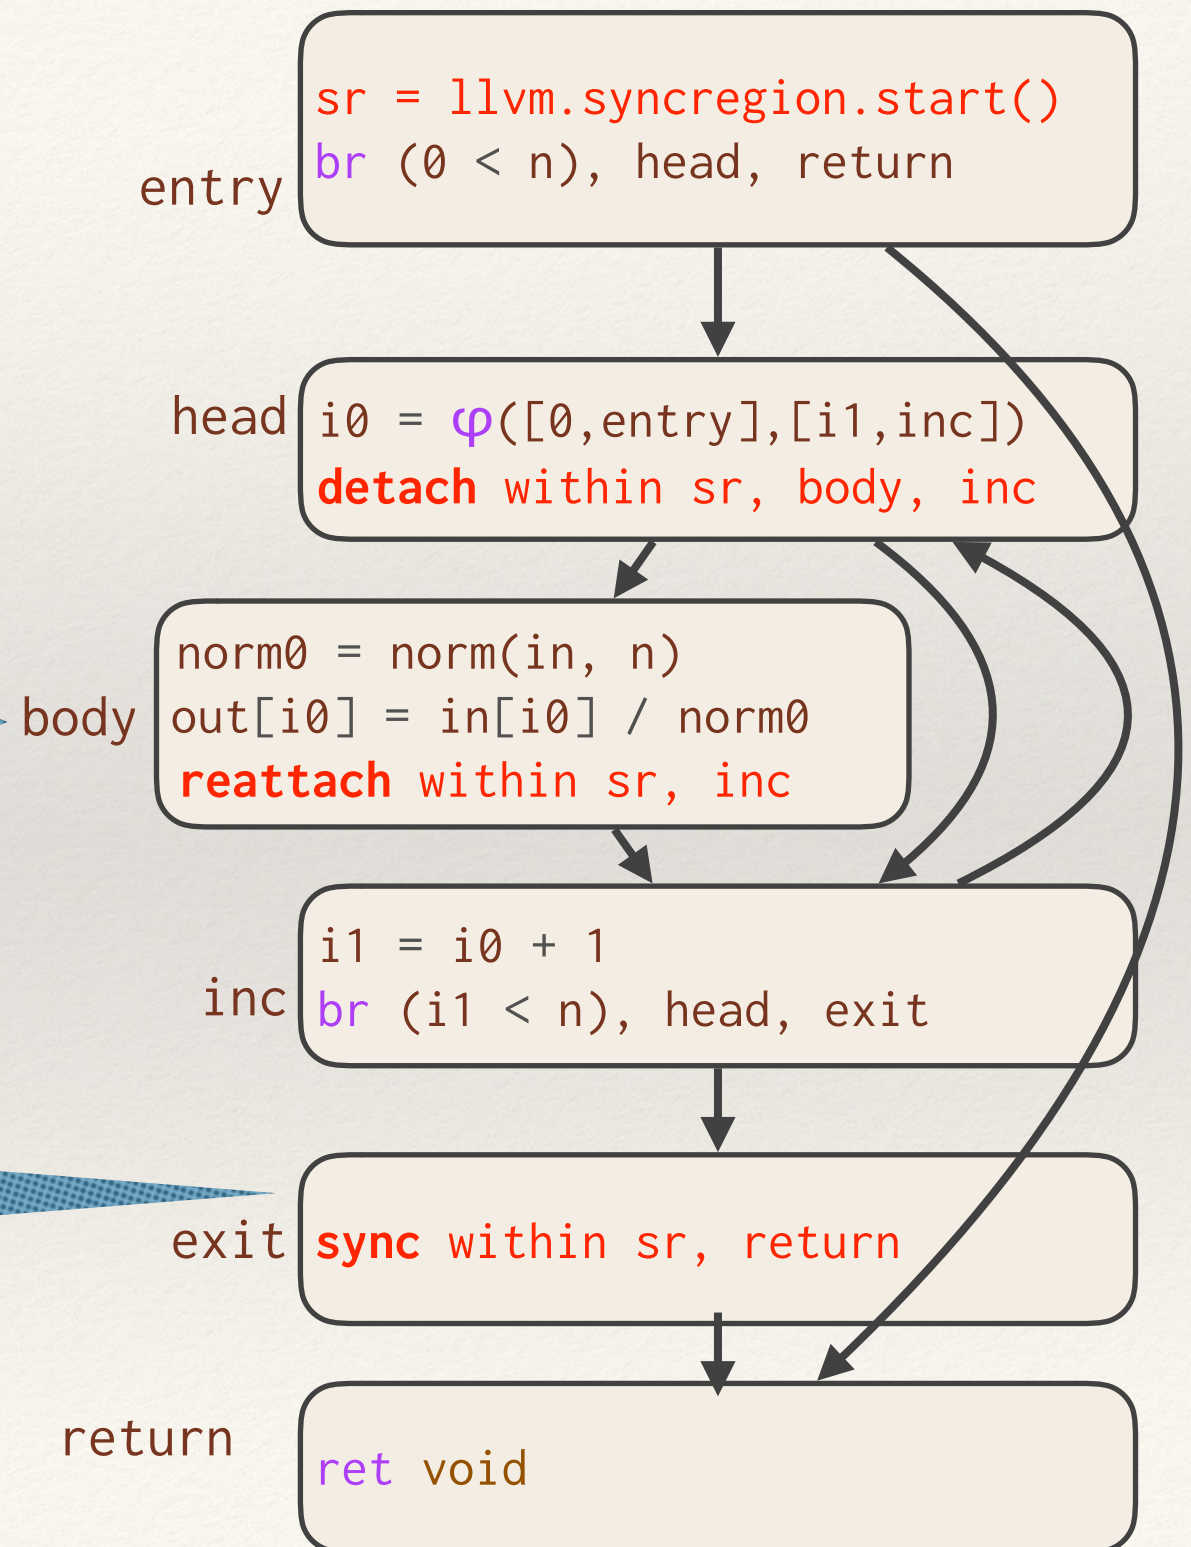 sr = llvm.syncregion.start()
br (0 < n), head, return
entry
head
i0 = φ([0,entry],[i1,inc])
detach within sr, body, inc
norm0 = norm(in, n)
body
out[i0] = in[i0] / norm0
reattach within sr, inc
i1 = i0 + 1
inc
br (i1 < n), head, exit
exit
sync within sr, return
return
ret void